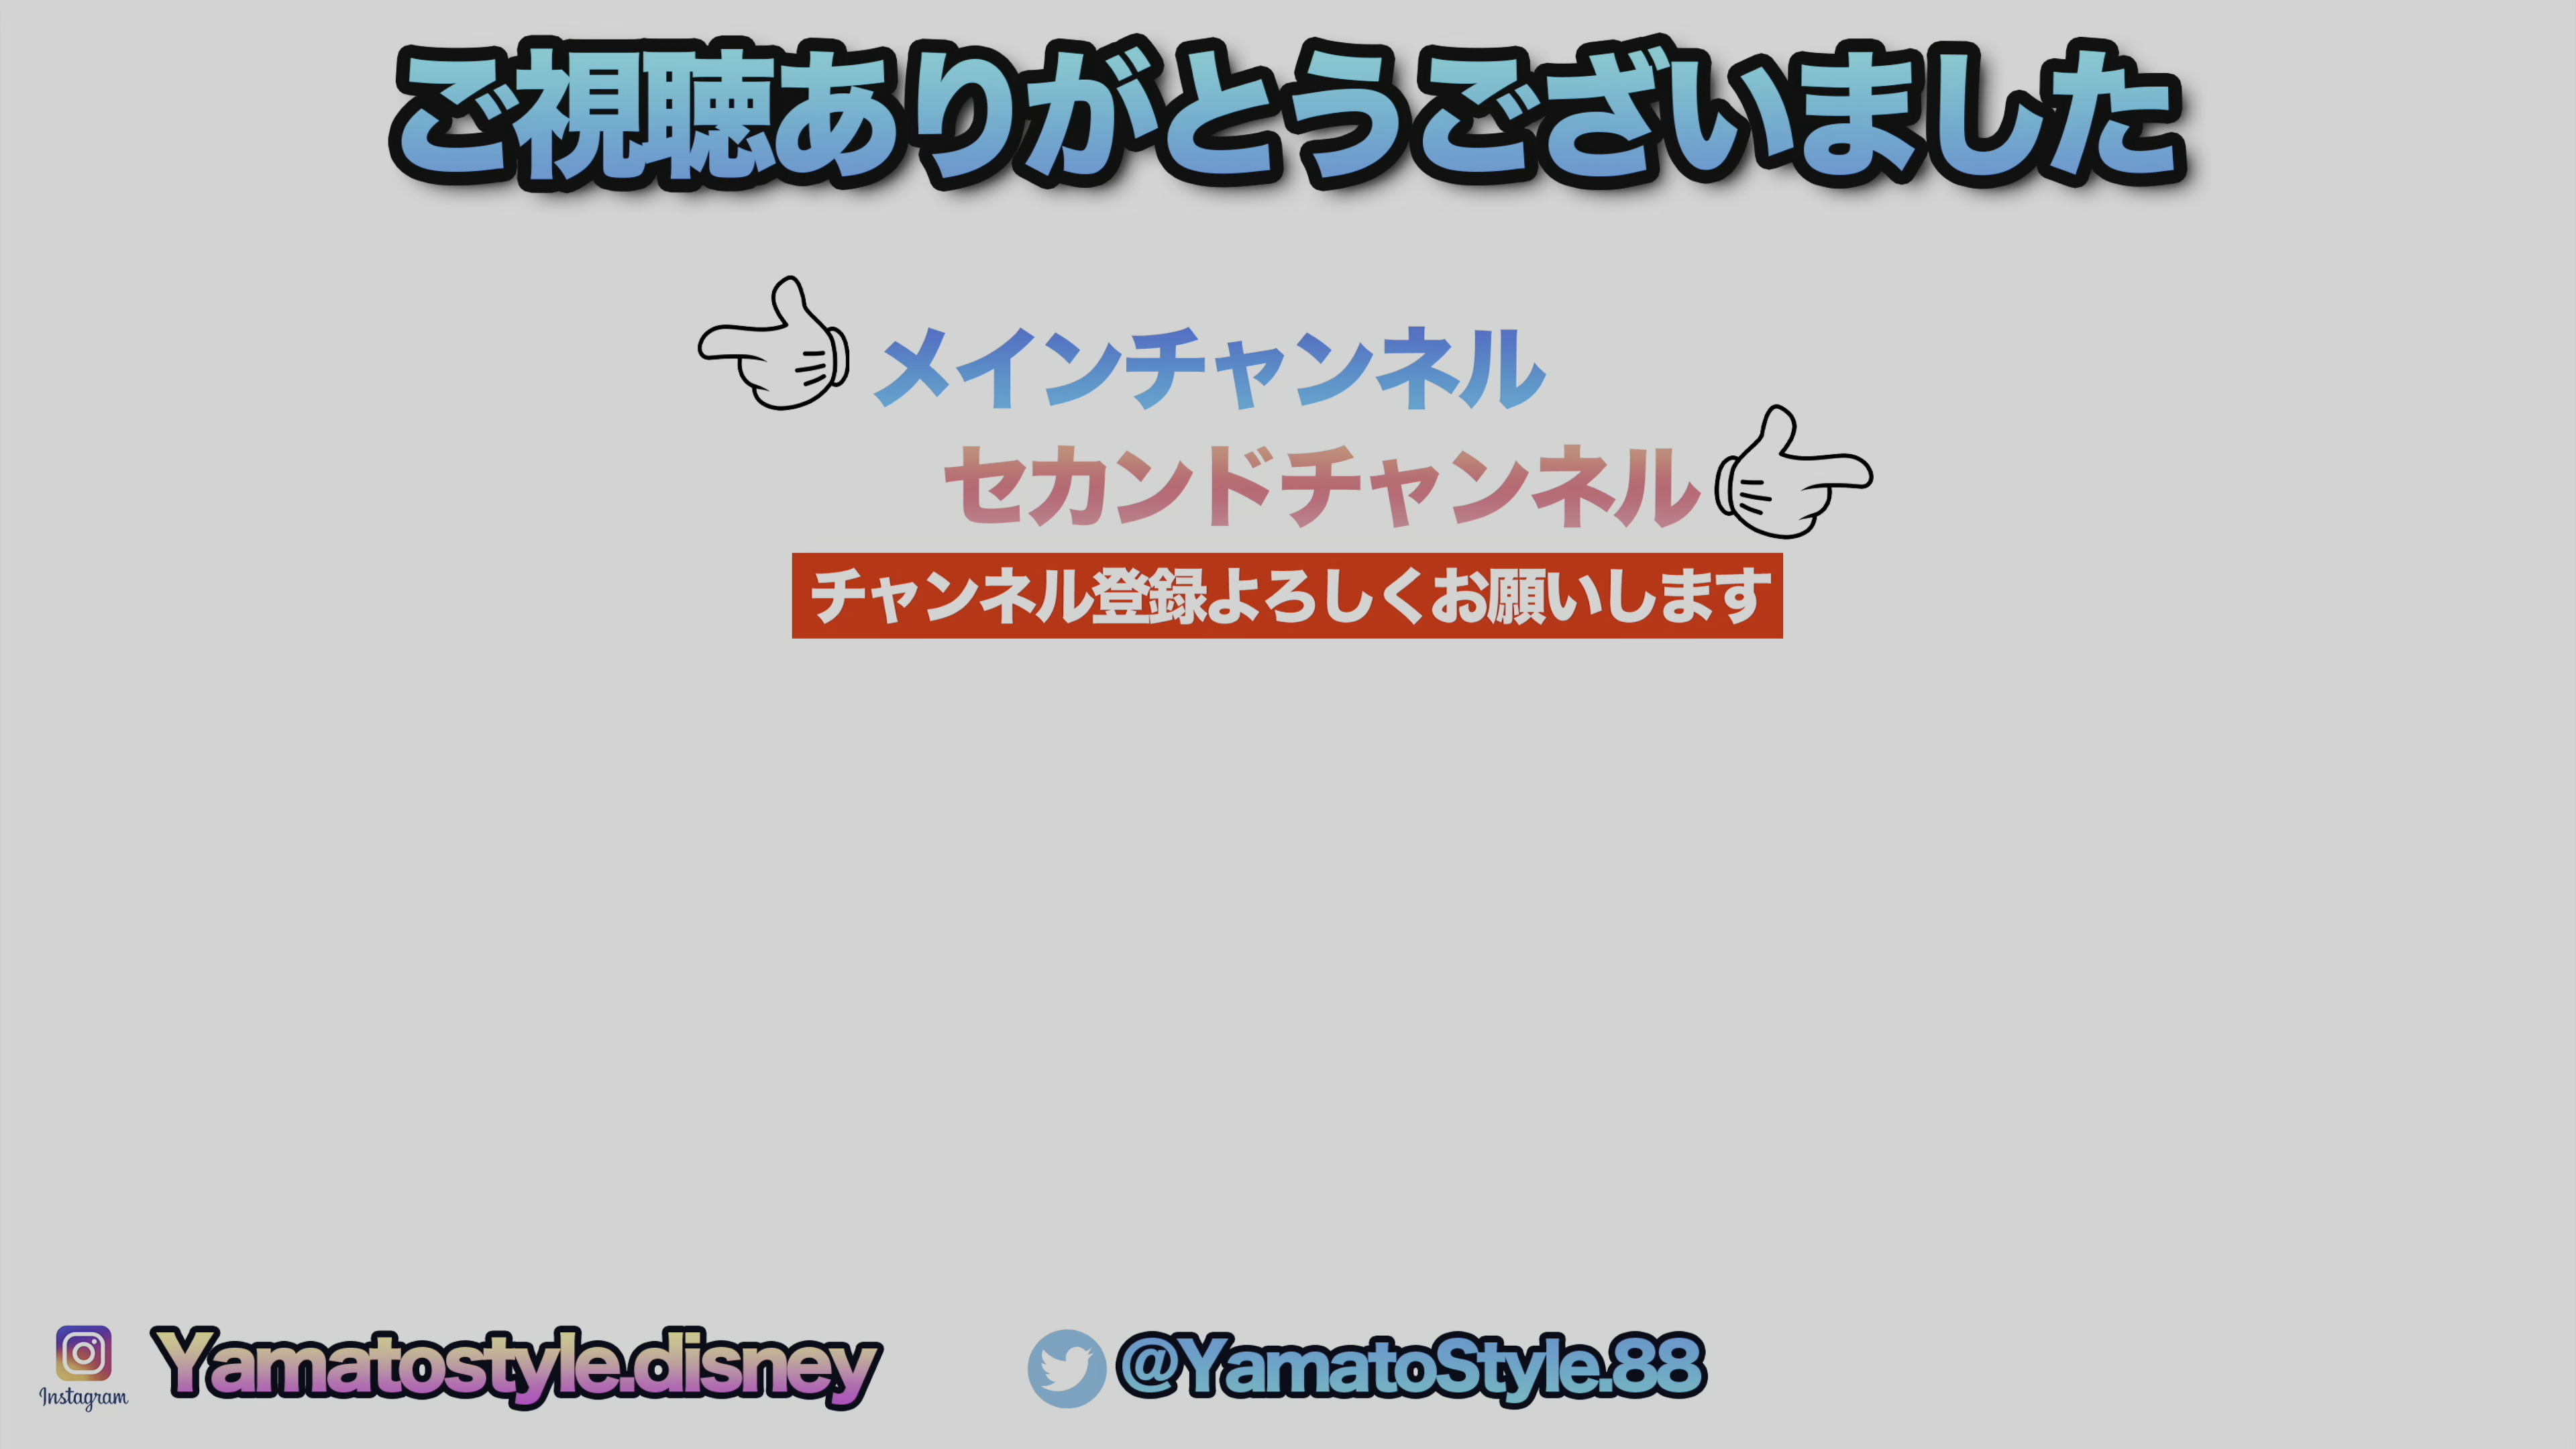 ご視聴ありがとうございました
メインチャンネル
セカンドチャンネル
チャンネル登録よろしくお願いします
Instagram
Yamatostyle.disney
@YamatoStyle.88